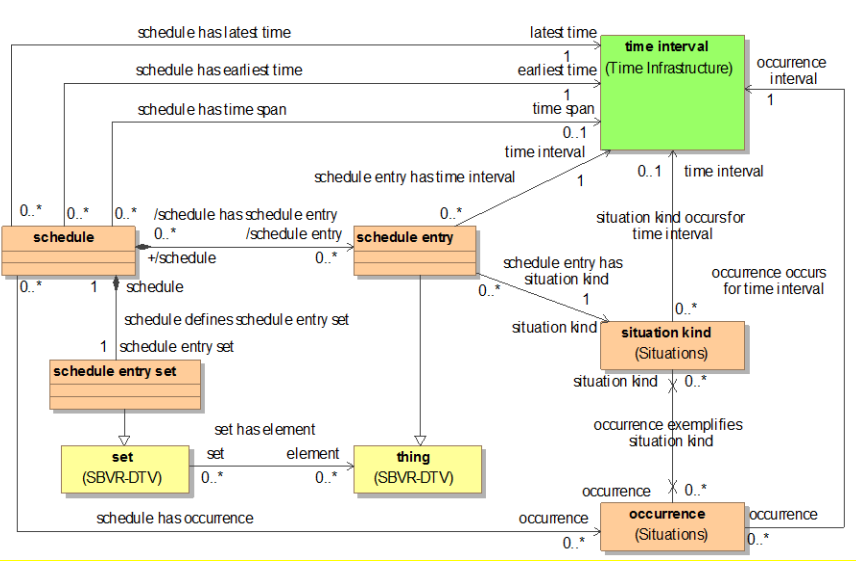 schedule has latest time
latest time
1
time interval
(Time Infrastructure)
occurrence
interval
1
schedule has earliest time
earliest time
1
schedule has time span
time span
0..1
time interval
1
schedule entry has time interval
0..1
time interval
0..*
0..*
0..*
/schedule has schedule entry
0..*
situation kind occurs for
time interval
schedule
0..*
/schedule entry
schedule entry
+/schedule
0..*
schedule entry has
situation kind
occurrence occurs
for time interval
0..*
1
schedule
0..*
1
0..*
schedule defines schedule entry set
situation kind
situation kind
(Situations)
1
schedule entry set
schedule entry set
situation kind
0..*
set has element
occurrence exemplifies
situation kind
set
(SBVR-DTV)
set
0..*
element
0..*
thing
(SBVR-DTV)
occurrence
0..*
schedule has occurrence
occurrence
0..*
occurrence
(Situations)
occurrence
0..*